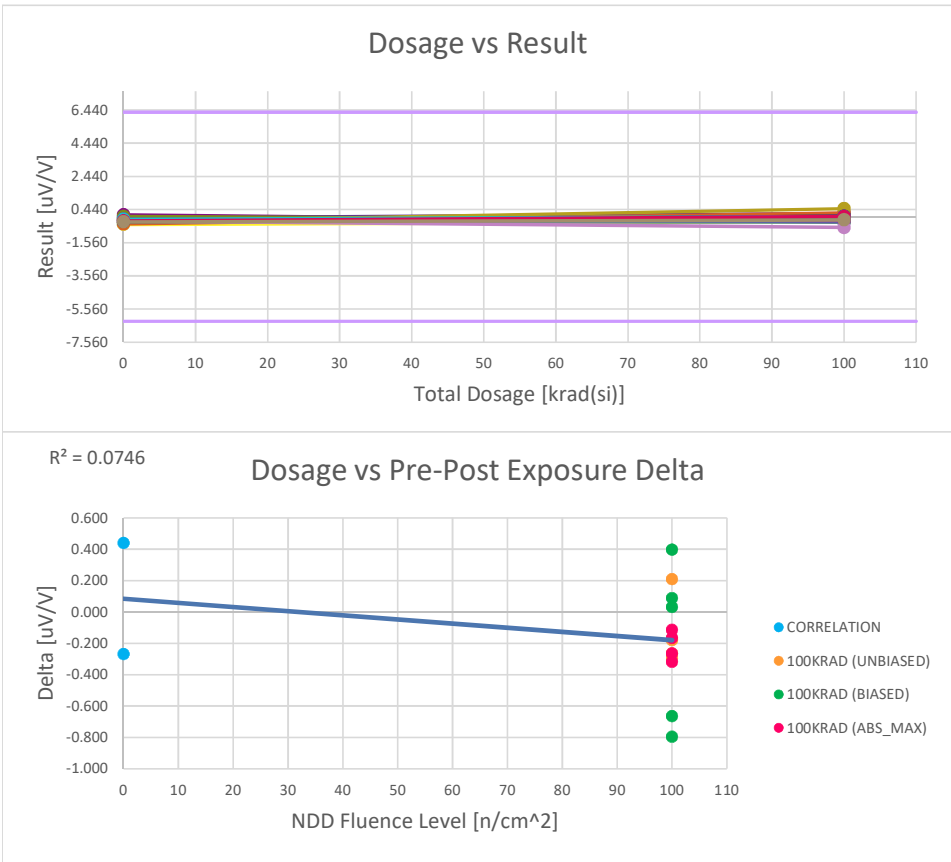 Dosage vs Result
Result [uV/V]
6.440
4.440
2.440
0.440
-1.560
-3.560
-5.560
-7.560
0 10 20 30 40 50 60 70 80 90 100 110
Total Dosage [krad(si)]
R² = 0.0746
Dosage vs Pre-Post Exposure Delta
Delta [uV/V]
0.600
0.400
0.200
0.000
-0.200
-0.400
-0.600
-0.800
-1.000
0 10 20 30 40 50 60 70 80 90 100 110
NDD Fluence Level [n/cm^2]
CORRELATION
100KRAD (UNBIASED)
100KRAD (BIASED)
100KRAD (ABS_MAX)